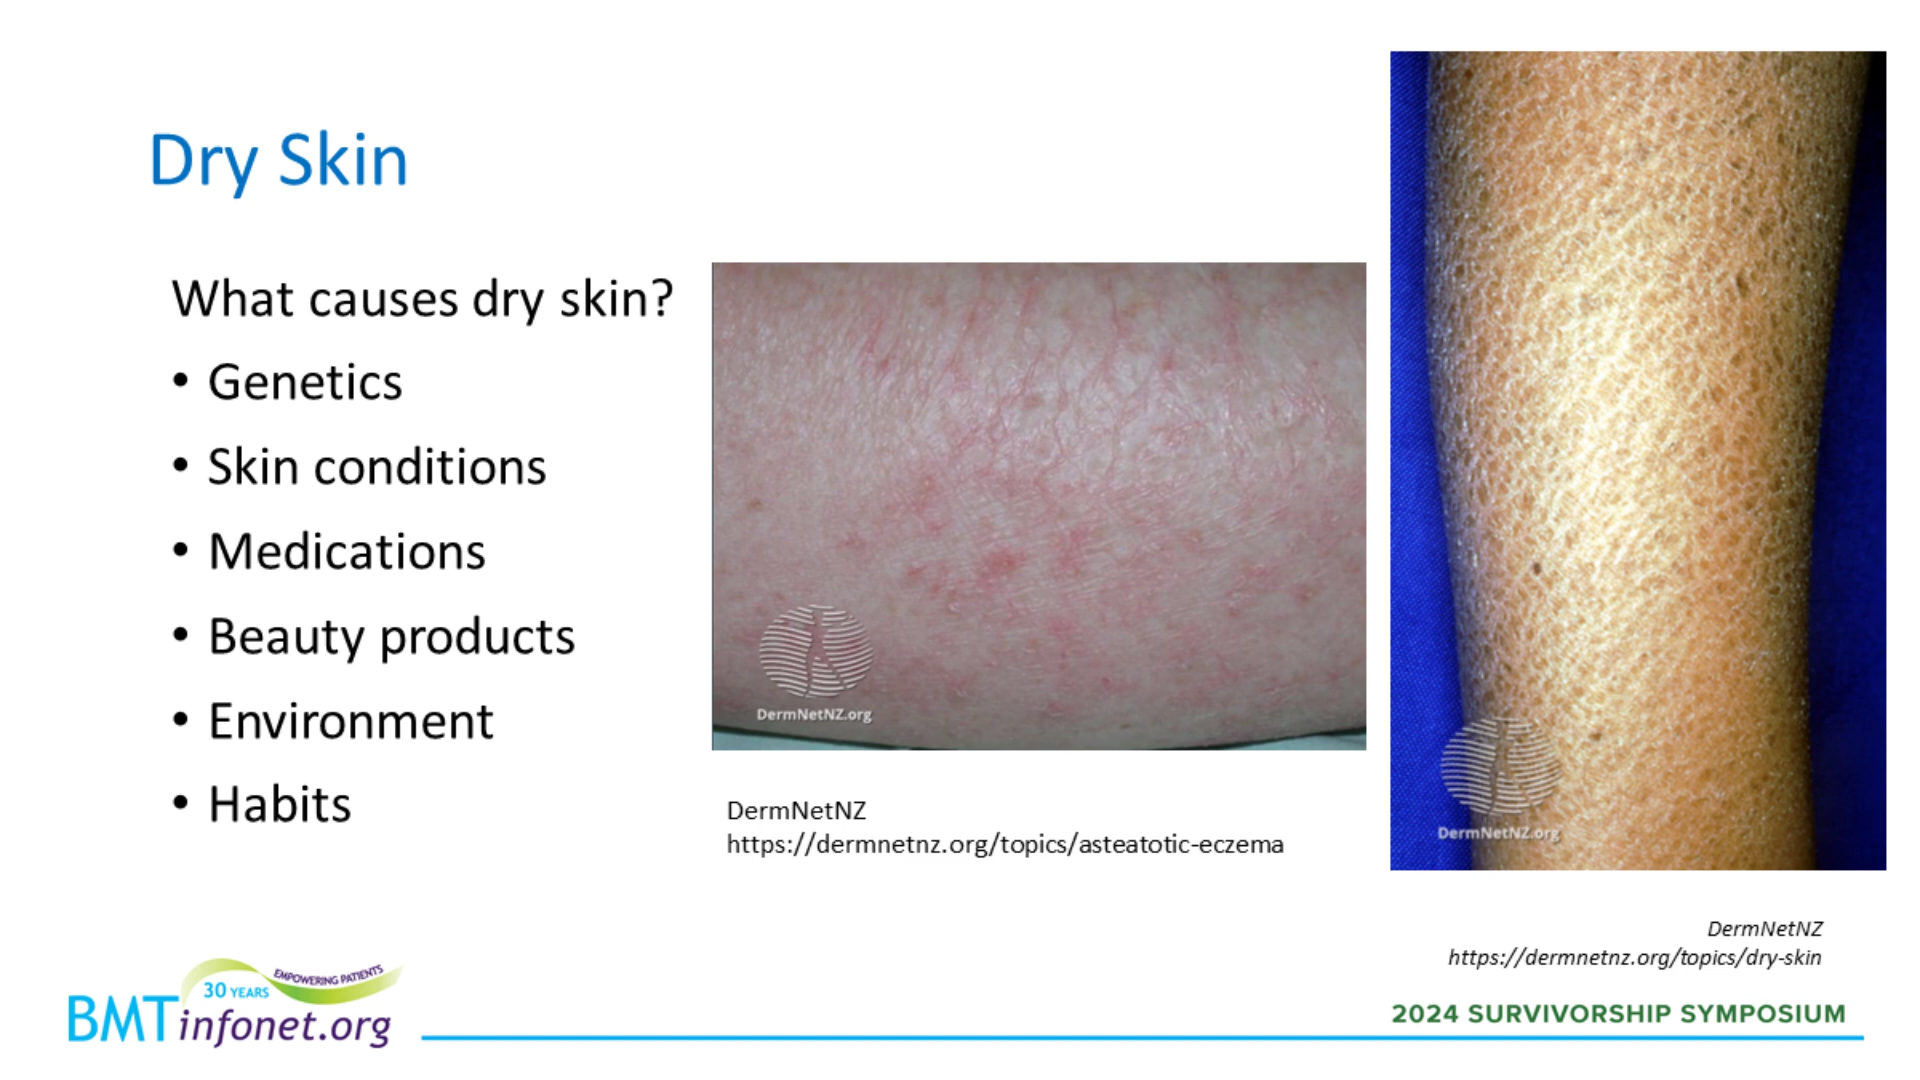 Dry Skin
What causes dry skin?
• Genetics
• Skin conditions
• Medications
• Beauty products
• Environment
• Habits
DermNetNZ.org
DermNetNZ
https://dermnetnz.org/topics/asteatotic-eczema
DermNetNZ.org
DermNetNZ
https://dermnetnz.org/topics/dry-skin
EMPOWERING PATIENTS
30 YEARS
BMTinfonet.org
2024 SURVIVORSHIP SYMPOSIUM